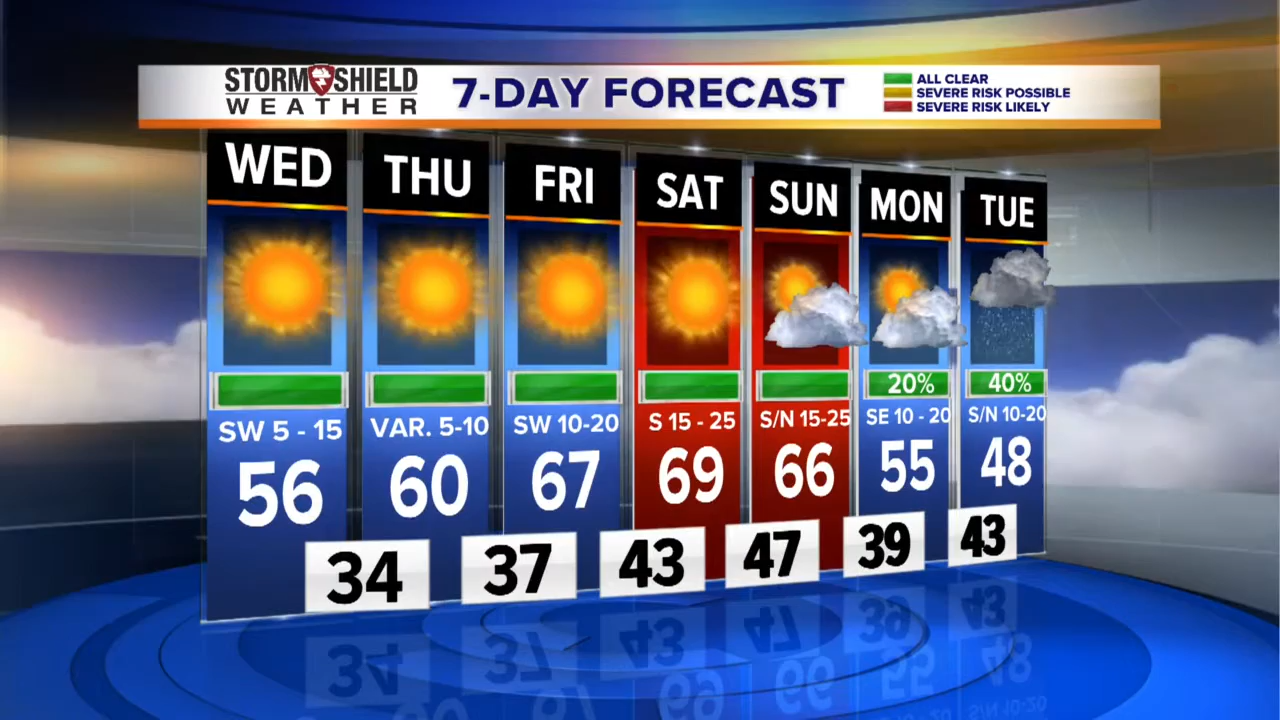 STORM SHIELD
WEATHER
7-DAY FORECAST
ALL CLEAR
SEVERE RISK POSSIBLE
SEVERE RISK LIKELY
WED THU FRI SAT SUN MON TUE
20% 40%
SW 5 - 15 VAR. 5-10 SW 10-20 S 15 - 25 S/N 15-25 SE 10 - 20 S/N 10-20
56 60 67 69 66 55 48
34 37 43 47 39 43